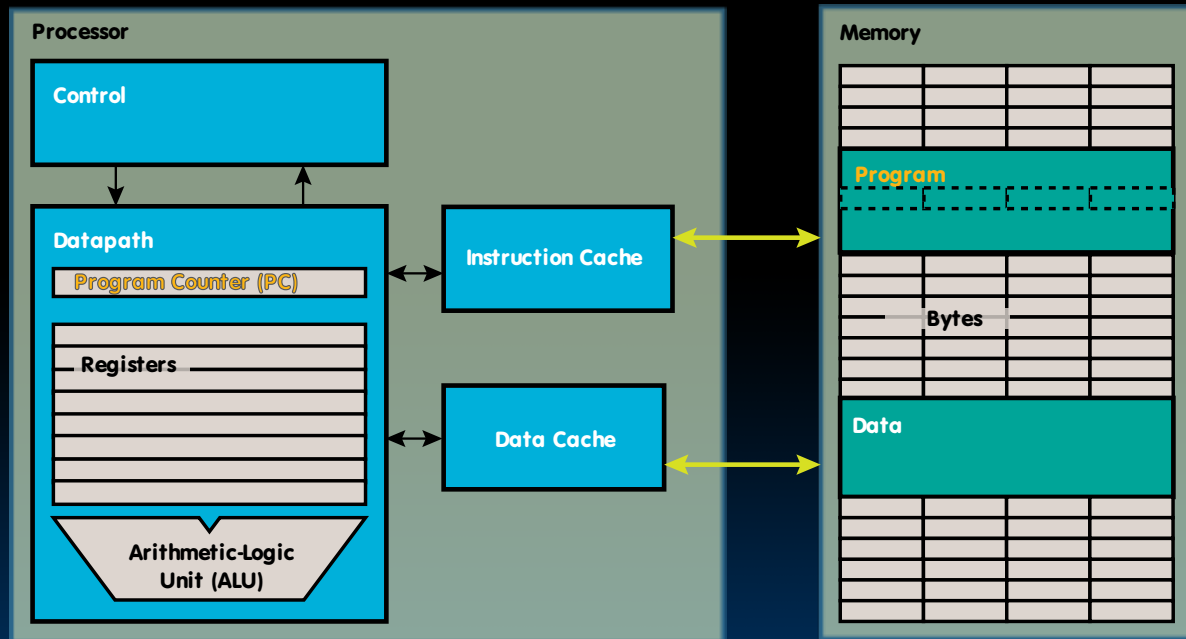 Processor
Control
Datapath
Program Counter (PC)
Registers
Arithmetic-Logic
Unit (ALU)
Instruction Cache
Data Cache
Memory
Program
Bytes
Data